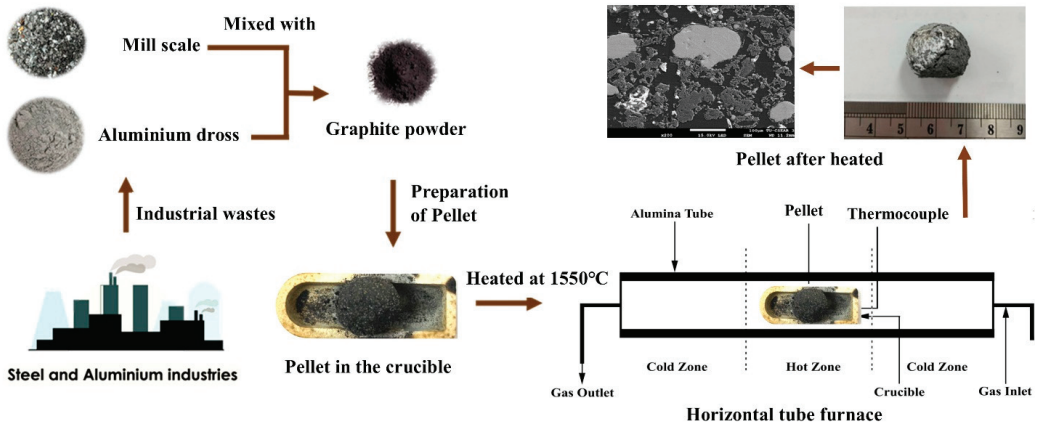 Mill scale
Mixed with
Aluminium dross
Graphite powder
Industrial wastes
Preparation
of Pellet
Steel and Aluminium industries
Pellet in the crucible
Heated at 1550℃
Pellet after heated
4 5 6 7 8 9
Alumina Tube
Pellet
Thermocouple
Cold Zone
Hot Zone
Cold Zone
Gas Outlet
Crucible
Gas Inlet
Horizontal tube furnace